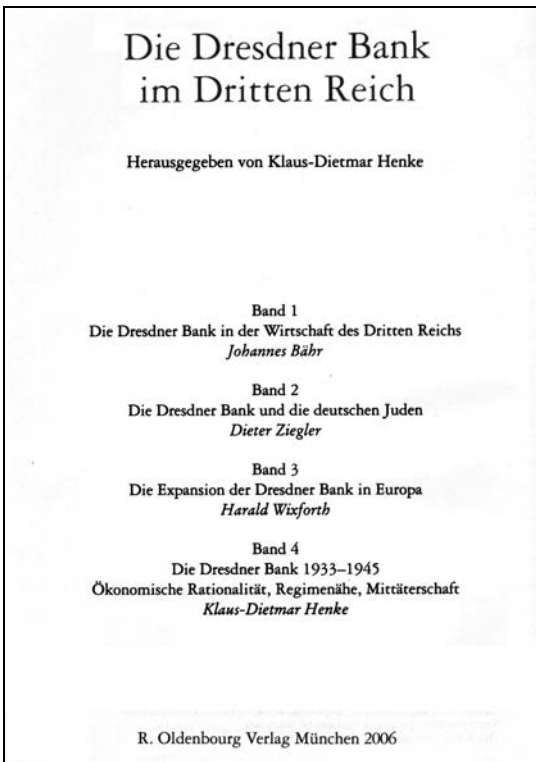 Die Dresdner Bank
im Dritten Reich
Herausgegeben von Klaus-Dietmar Henke
Band 1
Die Dresdner Bank in der Wirtschaft des Dritten Reichs
Johannes Bähr
Band 2
Die Dresdner Bank und die deutschen Juden
Dieter Ziegler
Band 3
Die Expansion der Dresdner Bank in Europa
Harald Wixforth
Band 4
Die Dresdner Bank 1933–1945
Ökonomische Rationalität, Regimenähe, Mittäterschaft
Klaus-Dietmar Henke
R. Oldenbourg Verlag München 2006